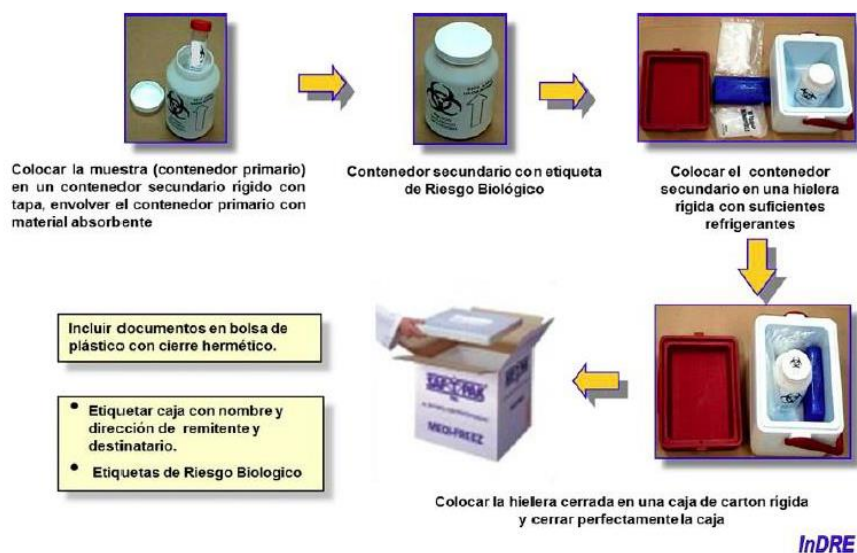 Colocar la muestra (contenedor primario)
en un contenedor secundario rígido con
tapa, envolver el contenedor primario con
material absorbente
Contenedor secundario con etiqueta
de Riesgo Biológico
Colocar el contenedor
secundario en una hielera
rígida con suficientes
refrigerantes
Incluir documentos en bolsa de
plástico con cierre hermético.
• Etiquetar caja con nombre y
dirección de remitente y
destinatario.
• Etiquetas de Riesgo Biologico
SAF-T-PAK
MEDI-FREEZ
Colocar la hielera cerrada en una caja de carton rígida
y cerrar perfectamente la caja
InDRE